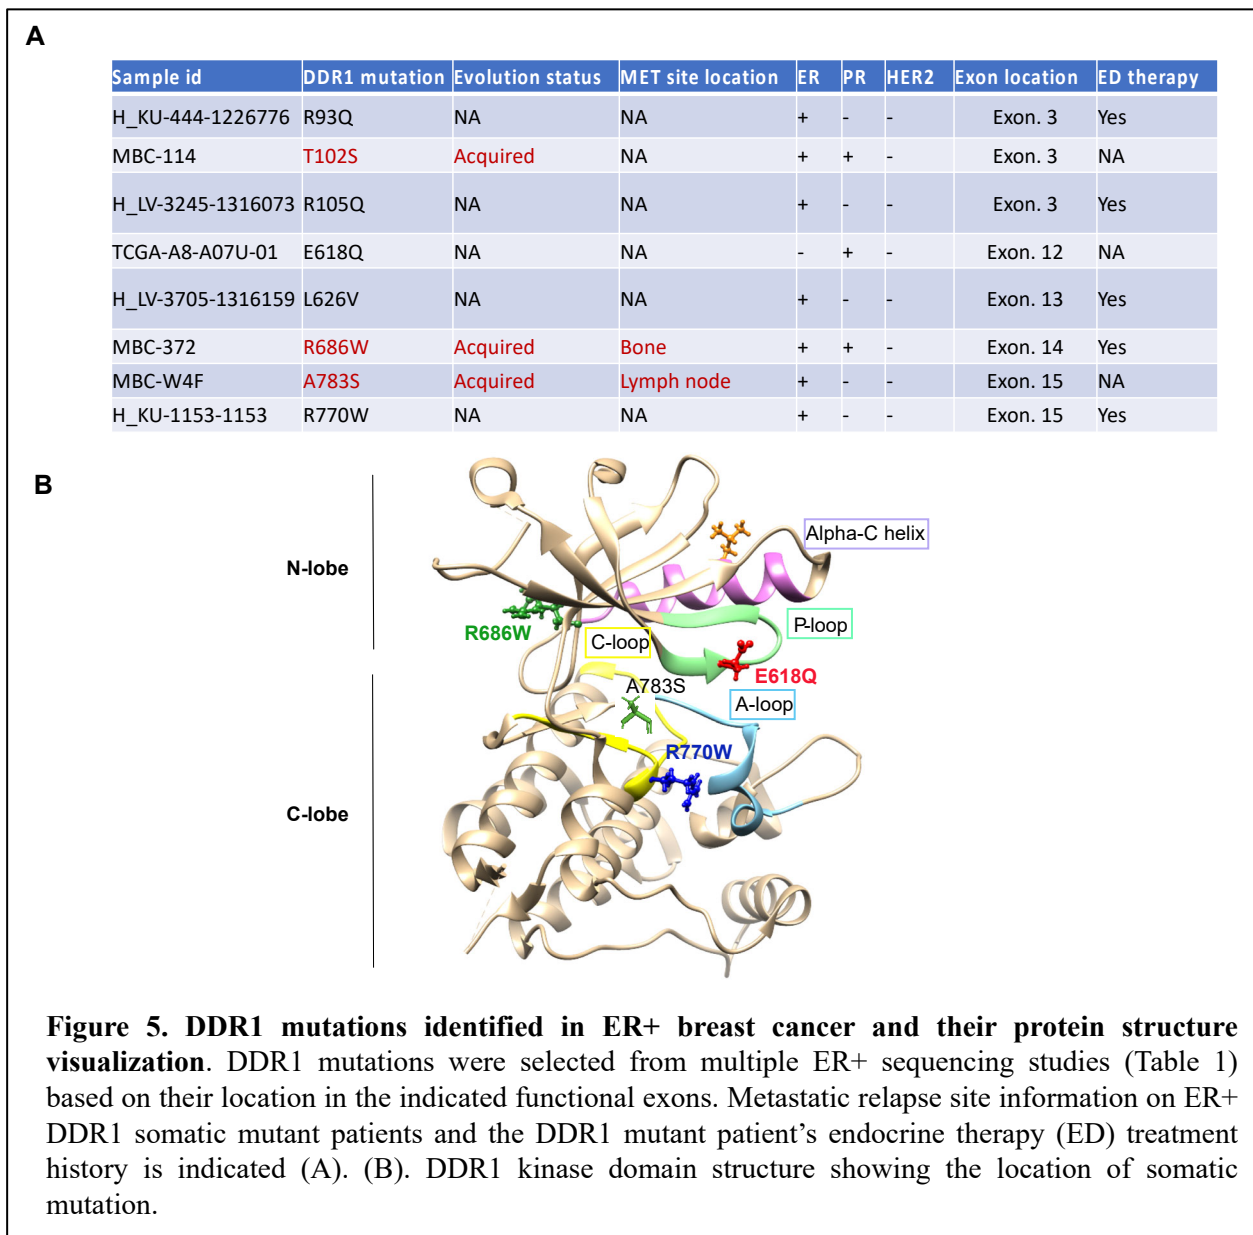 A
Sample id DDR1 mutation Evolution status MET site location ER PR HER2 Exon location ED therapy
H_KU-444-1226776 R93Q NA NA + - - Exon. 3 Yes
MBC-114 T102S Acquired NA + + - Exon. 3 NA
H_LV-3245-1316073 R105Q NA NA + - - Exon. 3 Yes
TCGA-A8-A07U-01 E618Q NA NA - + - Exon. 12 NA
H_LV-3705-1316159 L626V NA NA + - - Exon. 13 Yes
MBC-372 R686W Acquired Bone + + - Exon. 14 Yes
MBC-W4F A783S Acquired Lymph node + - - Exon. 15 NA
H_KU-1153-1153 R770W NA NA + - - Exon. 15 Yes
B
Alpha-C helix
N-lobe
P-loop
R686W
C-loop
E618Q
A783S
A-loop
R770W
C-lobe
Figure 5. DDR1 mutations identified in ER+ breast cancer and their protein structure
visualization. DDR1 mutations were selected from multiple ER+ sequencing studies (Table 1)
based on their location in the indicated functional exons. Metastatic relapse site information on ER+
DDR1 somatic mutant patients and the DDR1 mutant patient’s endocrine therapy (ED) treatment
history is indicated (A). (B). DDR1 kinase domain structure showing the location of somatic
mutation.